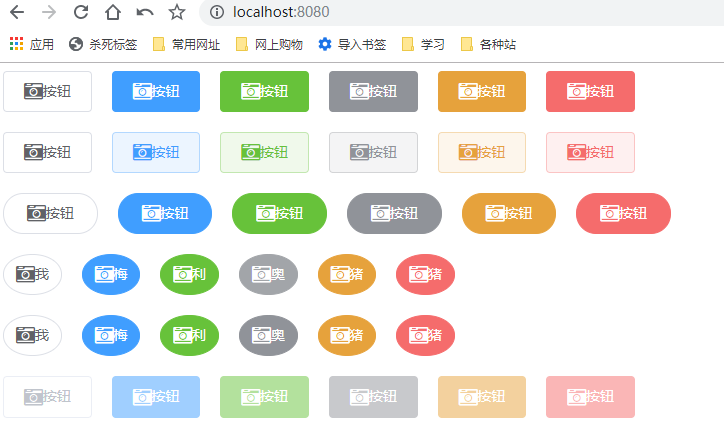 localhost:8080
应用 杀死标签 常用网址 网上购物 导入书签 学习 各种站
按钮 按钮 按钮 按钮 按钮 按钮
按钮 按钮 按钮 按钮 按钮 按钮
按钮 按钮 按钮 按钮 按钮 按钮
我 梅 利 奥 猪 猪
我 梅 利 奥 猪 猪
按钮 按钮 按钮 按钮 按钮 按钮